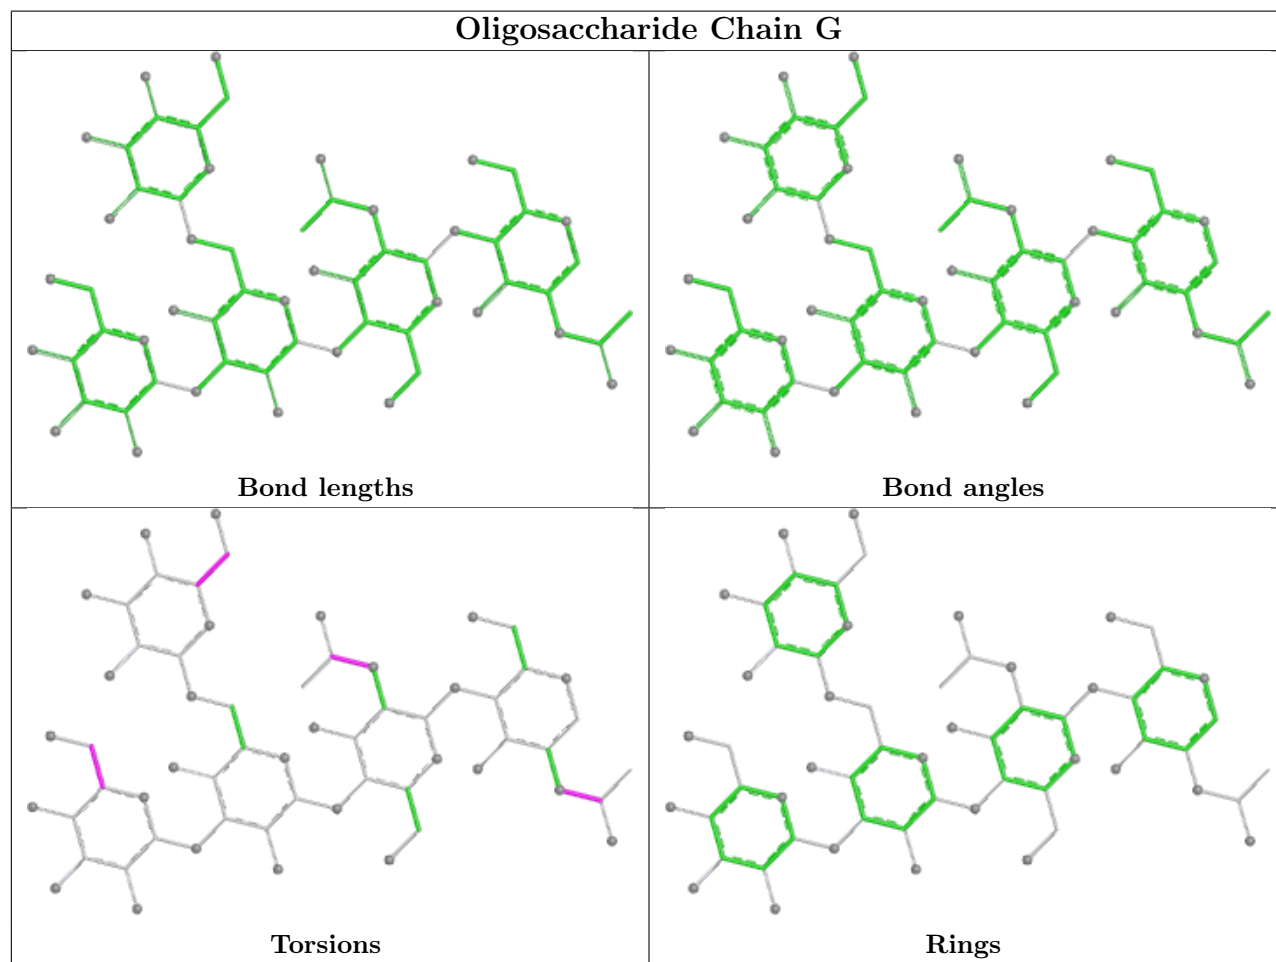 Oligosaccharide Chain G
Bond lengths
Bond angles
Torsions
Rings